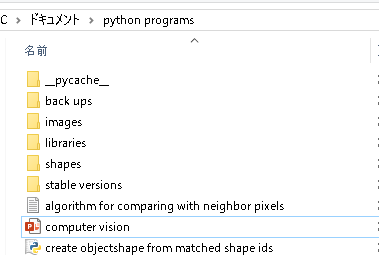 C > ドキュメント > python programs
名前
__pycache__
back ups
images
libraries
shapes
stable versions
algorithm for comparing with neighbor pixels
computer vision
create objectshape from matched shape ids